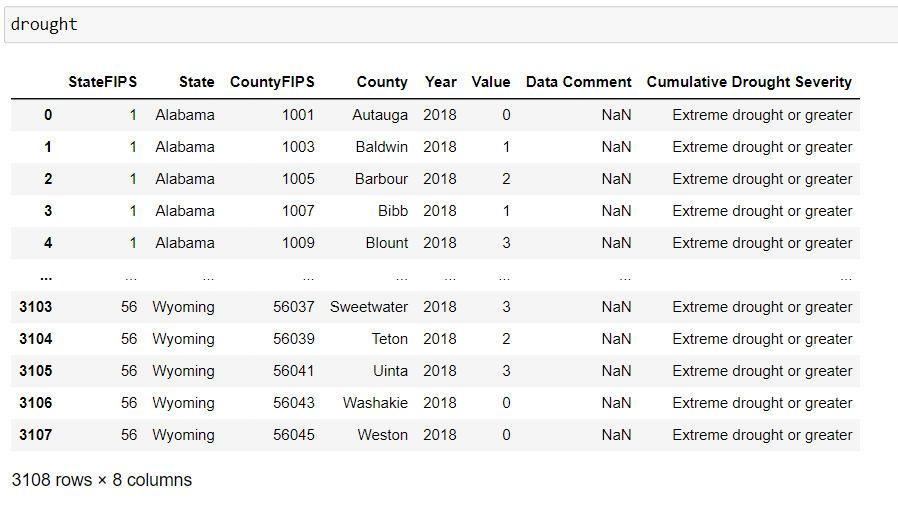 drought
StateFIPS State CountyFIPS County Year Value Data Comment Cumulative Drought Severity
0 1 Alabama 1001 Autauga 2018 0 NaN Extreme drought or greater
1 1 Alabama 1003 Baldwin 2018 1 NaN Extreme drought or greater
2 1 Alabama 1005 Barbour 2018 2 NaN Extreme drought or greater
3 1 Alabama 1007 Bibb 2018 1 NaN Extreme drought or greater
4 1 Alabama 1009 Blount 2018 3 NaN Extreme drought or greater
... ... ... ... ... ... ... ... ...
3103 56 Wyoming 56037 Sweetwater 2018 3 NaN Extreme drought or greater
3104 56 Wyoming 56039 Teton 2018 2 NaN Extreme drought or greater
3105 56 Wyoming 56041 Uinta 2018 3 NaN Extreme drought or greater
3106 56 Wyoming 56043 Washakie 2018 0 NaN Extreme drought or greater
3107 56 Wyoming 56045 Weston 2018 0 NaN Extreme drought or greater
3108 rows × 8 columns